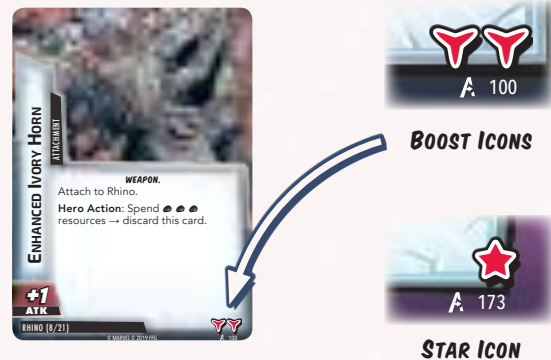 ENHANCED IVORY HORN
ATTACHMENT
WEAPON.
Attach to Rhino.
Hero Action: Spend
resources → discard this card.
+1
ATK
RHINO (8/21)
© MARVEL © 2019 FFG
100
100
BOOST ICONS
173
STAR ICON